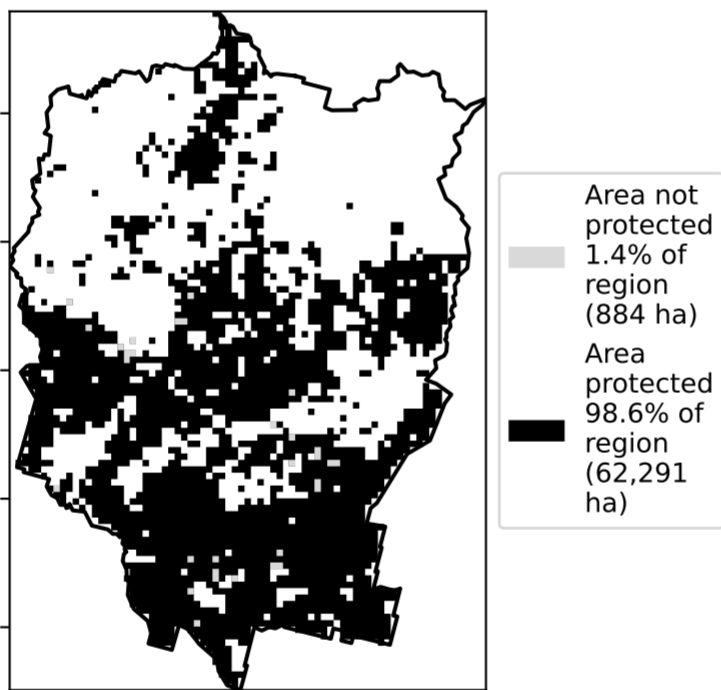 Area not
protected
1.4% of
region
(884 ha)
Area
protected
98.6% of
region
(62,291
ha)